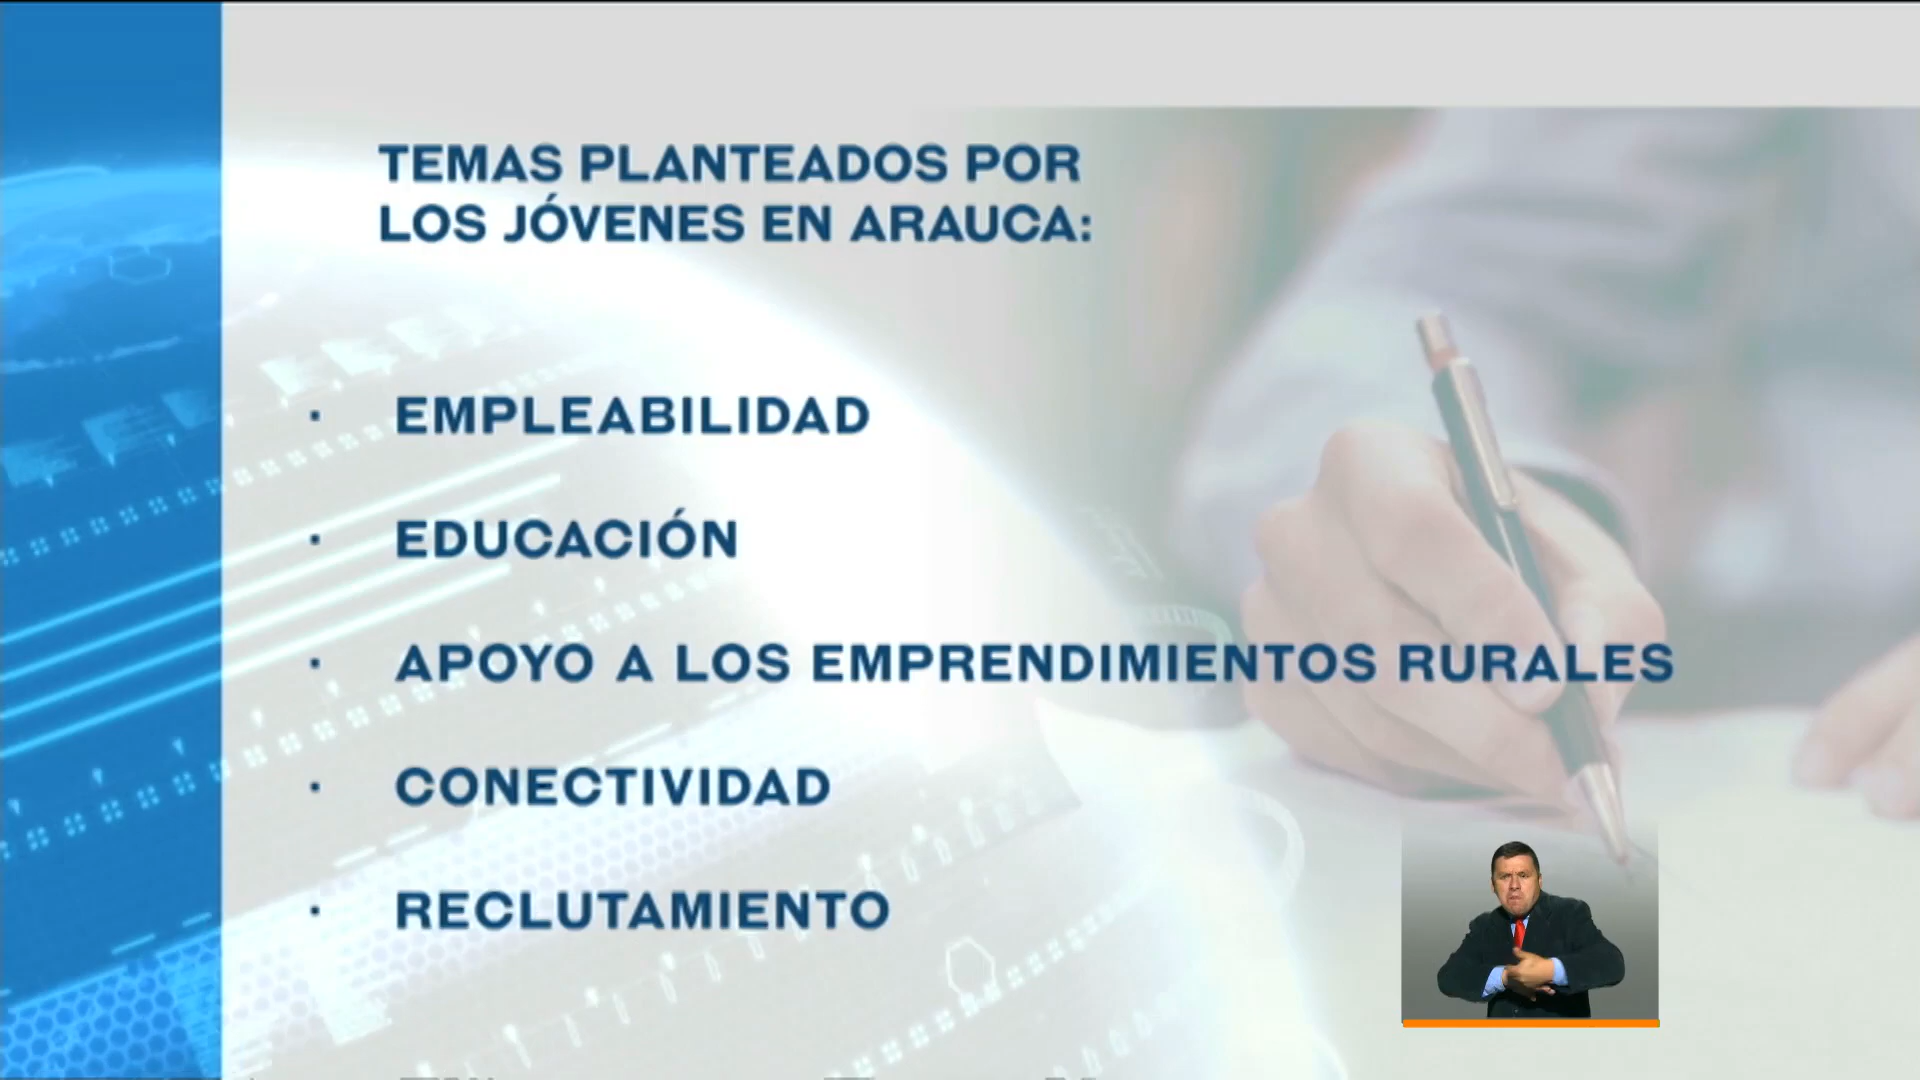 TEMAS PLANTEADOS POR
LOS JÓVENES EN ARAUCA:
· EMPLEABILIDAD
· EDUCACIÓN
· APOYO A LOS EMPRENDIMIENTOS RURALES
· CONECTIVIDAD
· RECLUTAMIENTO